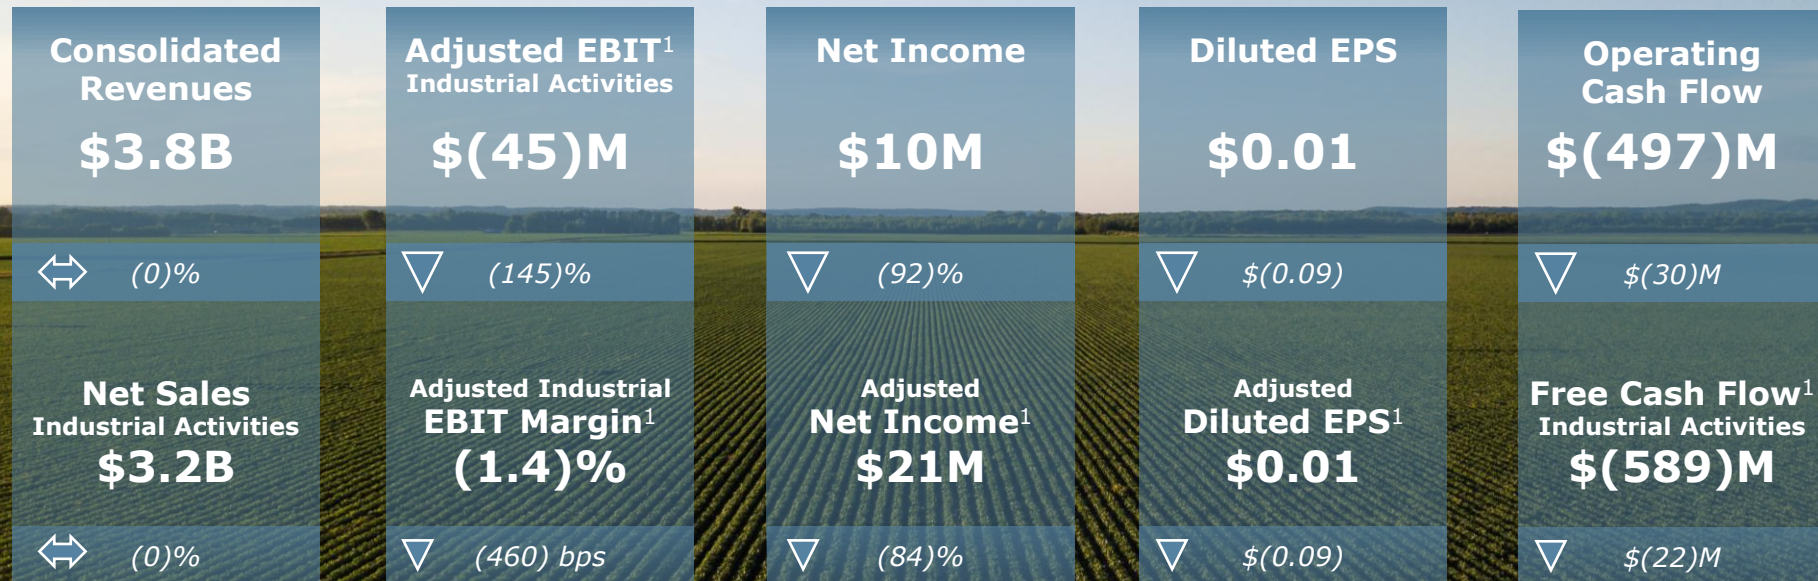 Consolidated
Revenues
$3.8B
(0)%
Net Sales
Industrial Activities
$3.2B
(0)%
Adjusted EBIT1
Industrial Activities
$(45)M
(145)%
Adjusted Industrial
EBIT Margin1
(1.4)%
(460) bps
Net Income
$10M
(92)%
Adjusted
Net Income1
$21M
(84)%
Diluted EPS
$0.01
$(0.09)
Adjusted
Diluted EPS1
$0.01
$(0.09)
Operating
Cash Flow
$(497)M
$(30)M
Free Cash Flow1
Industrial Activities
$(589)M
$(22)M